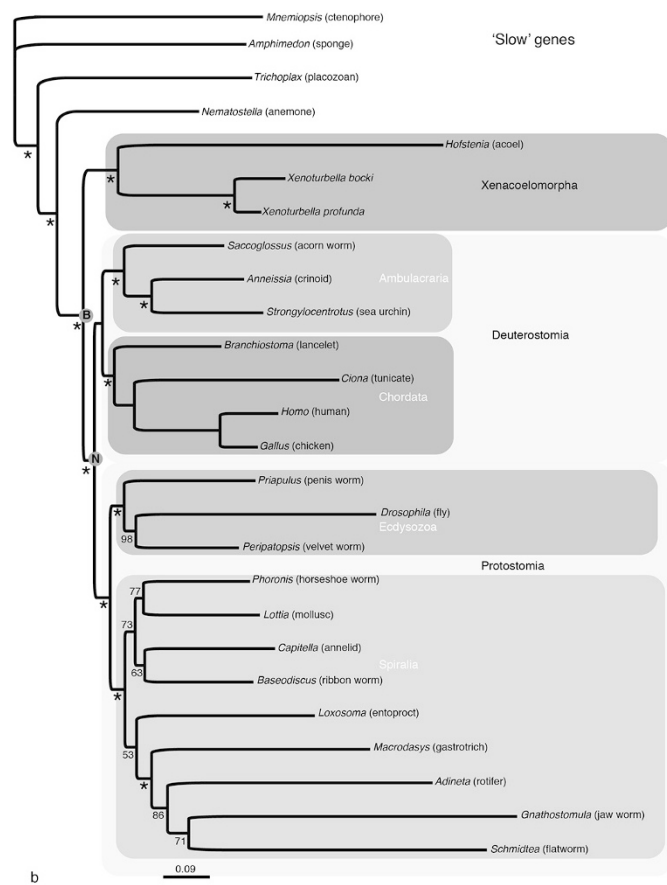 Mnemiopsis (ctenophore)
'Slow' genes
Amphimedon (sponge)
Trichoplax (placozoan)
Nematostella (anemone)
*
Hofstenia (acoel)
*
Xenoturbella bocki
Xenacoelomorpha
*
Xenoturbella profunda
*
Saccoglossus (acorn worm)
*
Anneissia (crinoid)
Ambulacraria
*
Strongylocentrotus (sea urchin)
B
*
Deuterostomia
Branchiostoma (lancelet)
*
Ciona (tunicate)
Chordata
Homo (human)
Gallus (chicken)
N
*
Priapulus (penis worm)
*
Drosophila (fly)
Ecdysozoa
98
Peripatopsis (velvet worm)
Protostomia
Phoronis (horseshoe worm)
77
*
Lottia (mollusc)
73
Capitella (annelid)
Spiralia
63
Baseodiscus (ribbon worm)
*
Loxosoma (entoproct)
53
Macrodasys (gastrotrich)
*
Adineta (rotifer)
86
Gnathostomula (jaw worm)
71
Schmidtea (flatworm)
0.09
b